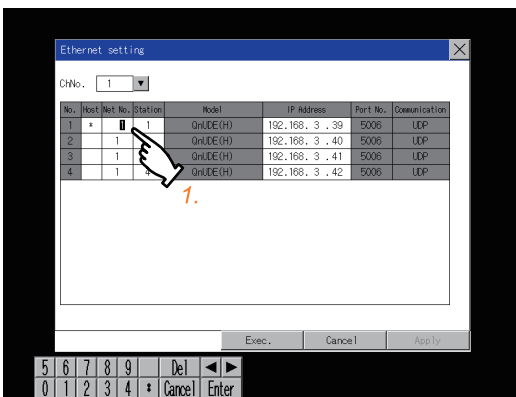 Ethernet setting
ChNo. 1 ▼
No. Host Net No. Station Model IP Address Port No. Communication
1 * 1 1 QnUDE(H) 192.168. 3 .39 5006 UDP
2 1 QnUDE(H) 192.168. 3 .40 5006 UDP
3 1 QnUDE(H) 192.168. 3 .41 5006 UDP
4 1 4 QnUDE(H) 192.168. 3 .42 5006 UDP
1.
Exec. Cancel Apply
5 6 7 8 9 Del ◀ ▶
0 1 2 3 4 * Cancel Enter